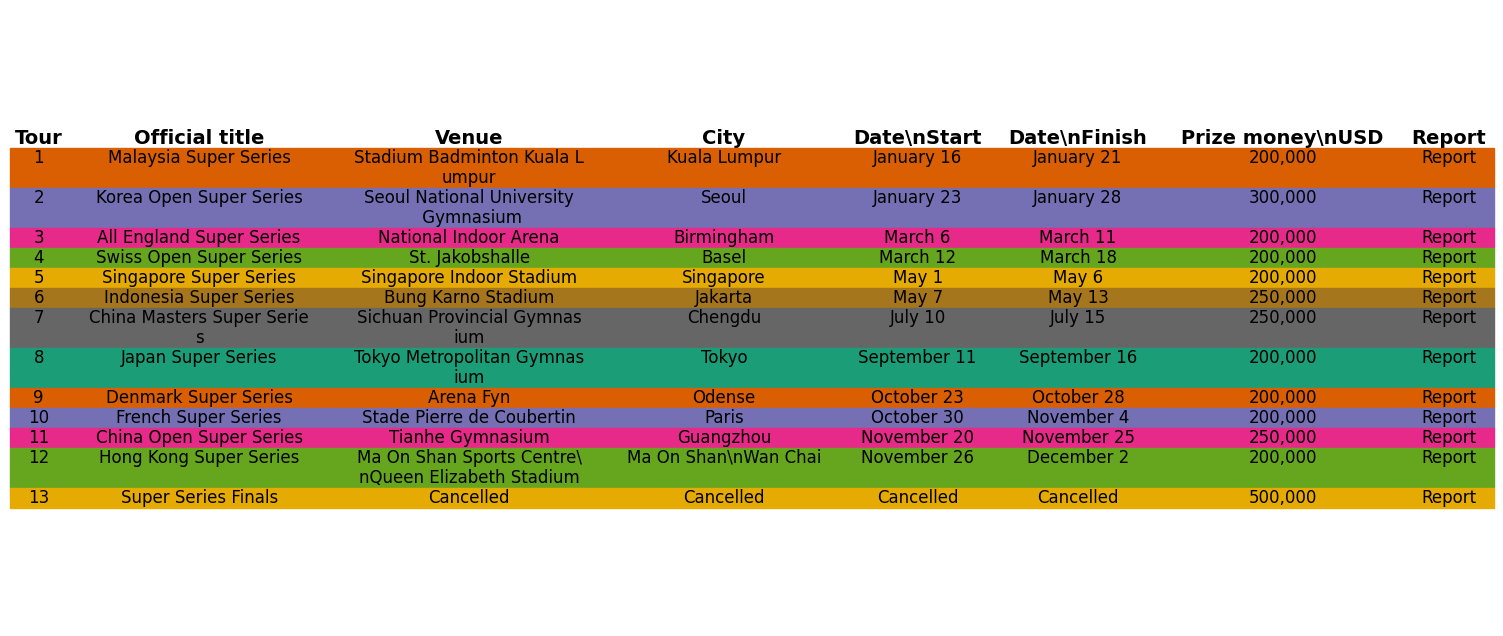 Tour Official title Venue City Date\nStart Date\nFinish Prize money\nUSD Report
1 Malaysia Super Series Stadium Badminton Kuala L Kuala Lumpur January 16 January 21 200,000 Report
umpur
2 Korea Open Super Series Seoul National University Seoul January 23 January 28 300,000 Report
Gymnasium
3 All England Super Series National Indoor Arena Birmingham March 6 March 11 200,000 Report
4 Swiss Open Super Series St. Jakobshalle Basel March 12 March 18 200,000 Report
5 Singapore Super Series Singapore Indoor Stadium Singapore May 1 May 6 200,000 Report
6 Indonesia Super Series Bung Karno Stadium Jakarta May 7 May 13 250,000 Report
7 China Masters Super Serie Sichuan Provincial Gymnas Chengdu July 10 July 15 250,000 Report
s ium
8 Japan Super Series Tokyo Metropolitan Gymnas Tokyo September 11 September 16 200,000 Report
ium
9 Denmark Super Series Arena Fyn Odense October 23 October 28 200,000 Report
10 French Super Series Stade Pierre de Coubertin Paris October 30 November 4 200,000 Report
11 China Open Super Series Tianhe Gymnasium Guangzhou November 20 November 25 250,000 Report
12 Hong Kong Super Series Ma On Shan Sports Centre\ Ma On Shan\nWan Chai November 26 December 2 200,000 Report
nQueen Elizabeth Stadium
13 Super Series Finals Cancelled Cancelled Cancelled Cancelled 500,000 Report